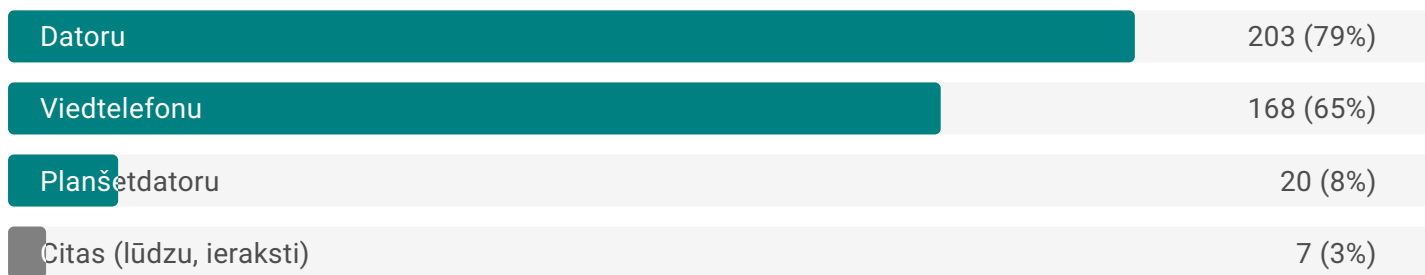 Datoru 203 (79%)
Viedtelefonu 168 (65%)
Planšetdatoru 20 (8%)
Citas (lūdzu, ieraksti) 7 (3%)